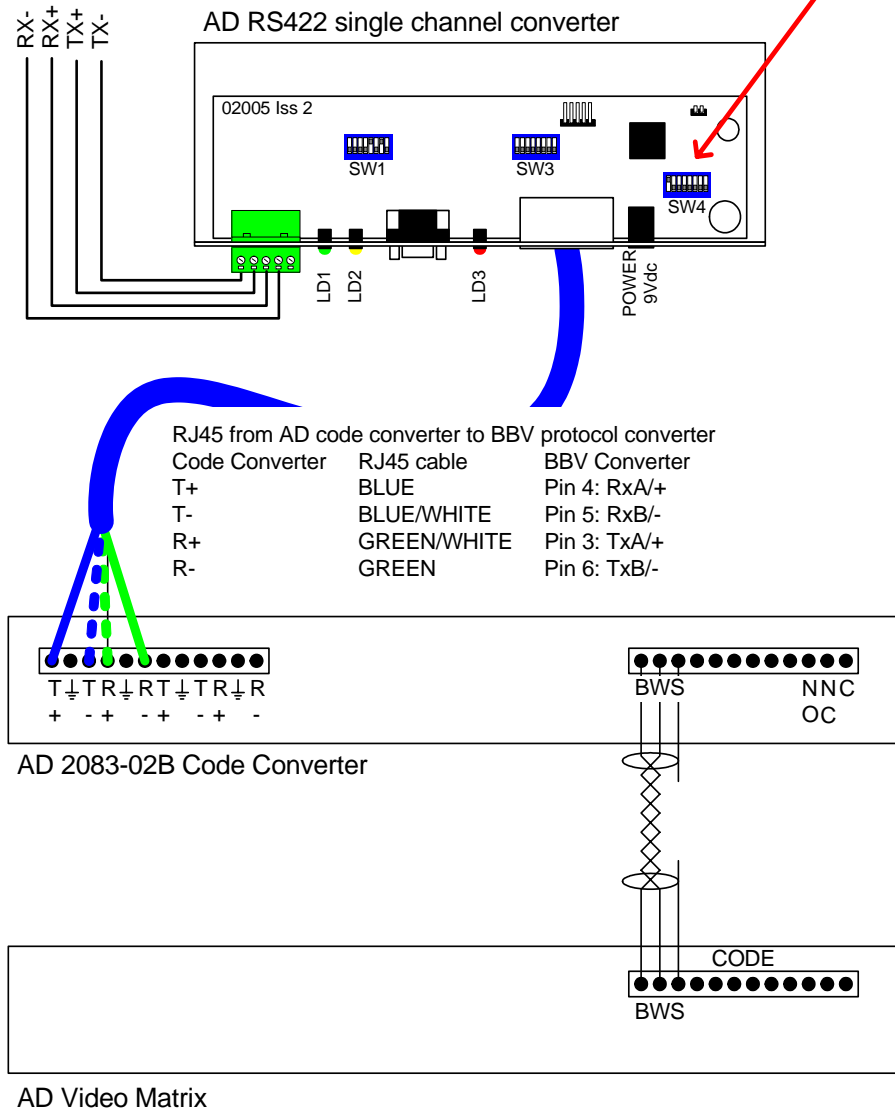 AD RS422 single channel converter
RX-
RX+
TX+
TX-
02005 Iss 2
SW1
SW3
SW4
LD1
LD2
LD3
POWER
9Vdc
RJ45 from AD code converter to BBV protocol converter
Code Converter RJ45 cable BBV Converter
T+ BLUE Pin 4: RxA/+
T- BLUE/WHITE Pin 5: RxB/-
R+ GREEN/WHITE Pin 3: TxA/+
R- GREEN Pin 6: TxB/-
T T R R T T R R
+ - + - + - + -
BWS NNC
OC
AD 2083-02B Code Converter
CODE
BWS
AD Video Matrix